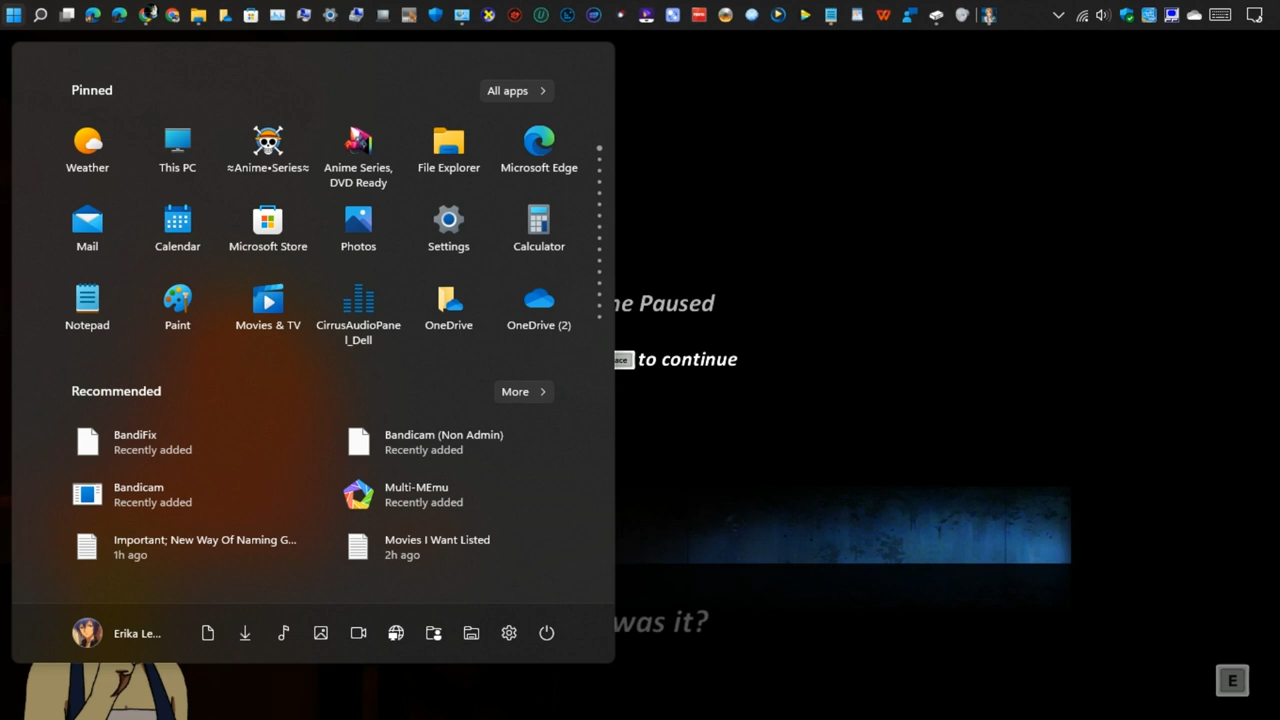 Pinned
All apps
Weather
This PC
≈Anime•Series≈
Anime Series,
DVD Ready
File Explorer
Microsoft Edge
Mail
Calendar
Microsoft Store
Photos
Settings
Calculator
Notepad
Paint
Movies & TV
CirrusAudioPane
l_Dell
OneDrive
OneDrive (2)
Recommended
More
BandiFix
Recently added
Bandicam (Non Admin)
Recently added
Bandicam
Recently added
Multi-MEmu
Recently added
Important; New Way Of Naming G...
1h ago
Movies I Want Listed
2h ago
Erika Le...
ne Paused
ace to continue
was it?
E